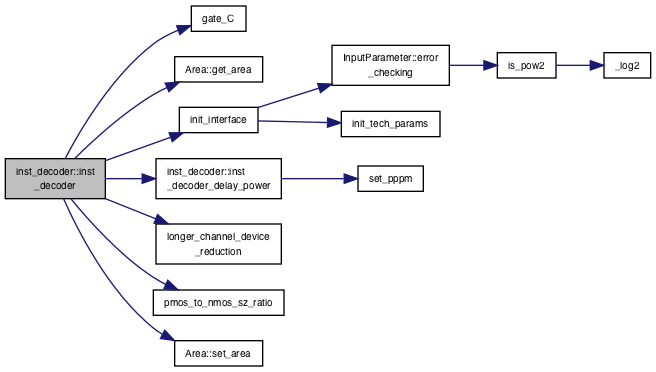 gate_C
Area::get_area
InputParameter::error
_checking
is_pow2
_log2
init_interface
init_tech_params
inst_decoder::inst
_decoder
inst_decoder::inst
_decoder_delay_power
set_pppm
longer_channel_device
_reduction
pmos_to_nmos_sz_ratio
Area::set_area